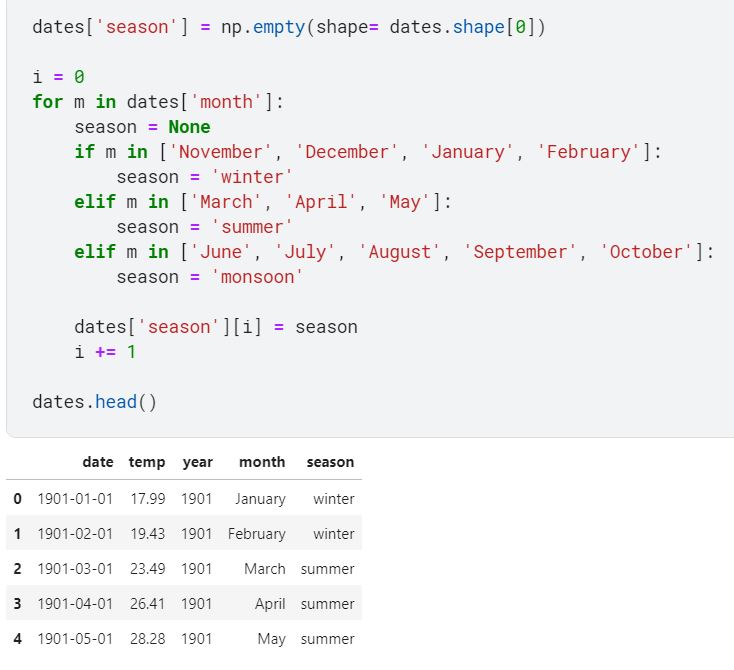 dates['season'] = np.empty(shape= dates.shape[0])
i = 0
for m in dates['month']:
    season = None
    if m in ['November', 'December', 'January', 'February']:
        season = 'winter'
    elif m in ['March', 'April', 'May']:
        season = 'summer'
    elif m in ['June', 'July', 'August', 'September', 'October']:
        season = 'monsoon'
    dates['season'][i] = season
    i += 1
dates.head()
date temp year month season
0 1901-01-01 17.99 1901 January winter
1 1901-02-01 19.43 1901 February winter
2 1901-03-01 23.49 1901 March summer
3 1901-04-01 26.41 1901 April summer
4 1901-05-01 28.28 1901 May summer